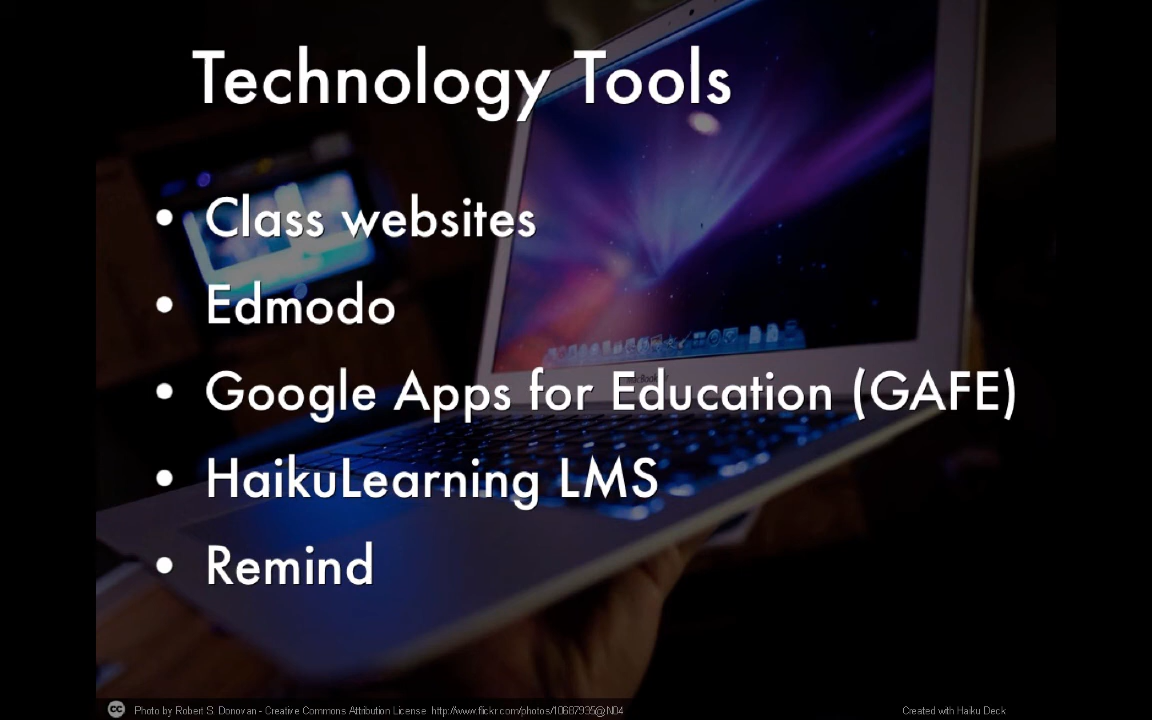 Technology Tools
• Class websites
• Edmodo
• Google Apps for Education (GAFE)
• HaikuLearning LMS
• Remind
cc Photo by Robert S. Donovan - Creative Commons Attribution License http://www.flickr.com/photos/10687935@N04 Created with Haiku Deck